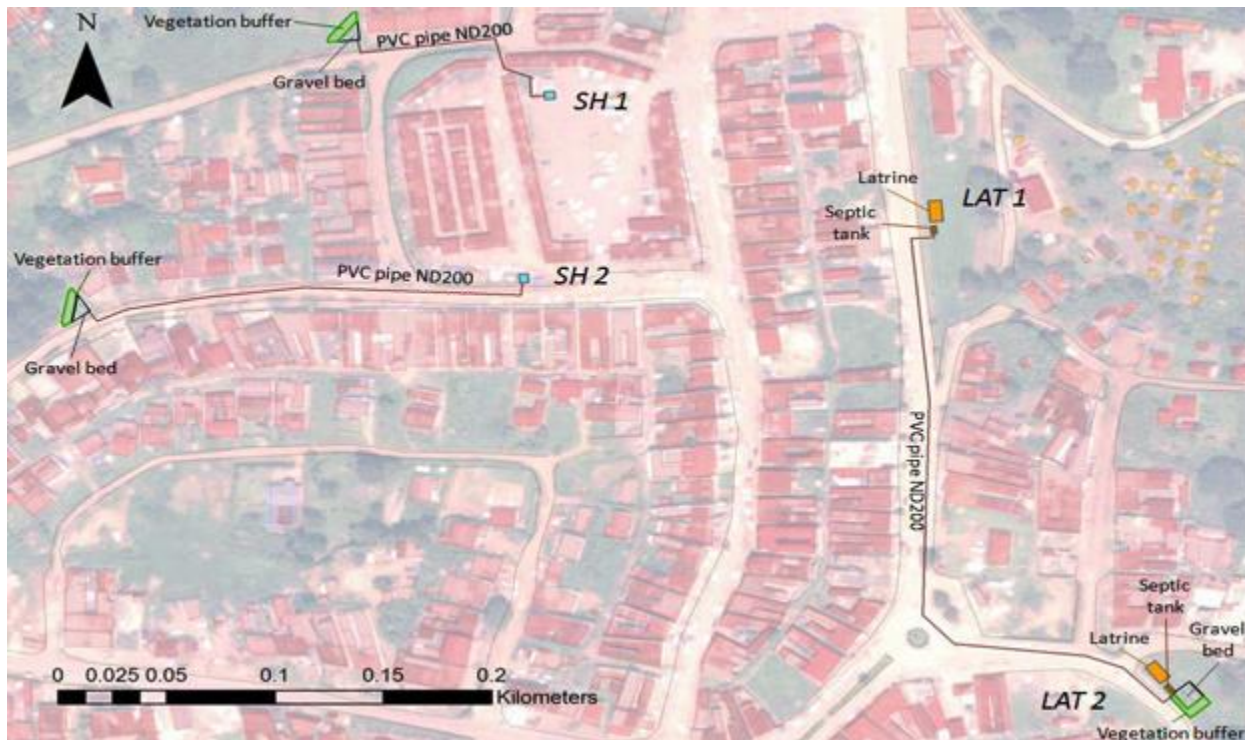 Vegetation buffer
N
PVC pipe ND200
Gravel bed
SH 1
Latrine
LAT 1
Septic
tank
Vegetation buffer
PVC pipe ND200
SH 2
Gravel bed
PVC pipe ND200
Septic
tank
Gravel
bed
Latrine
0 0.025 0.05 0.1 0.2
Kilometers
LAT 2
Vegetation buffer